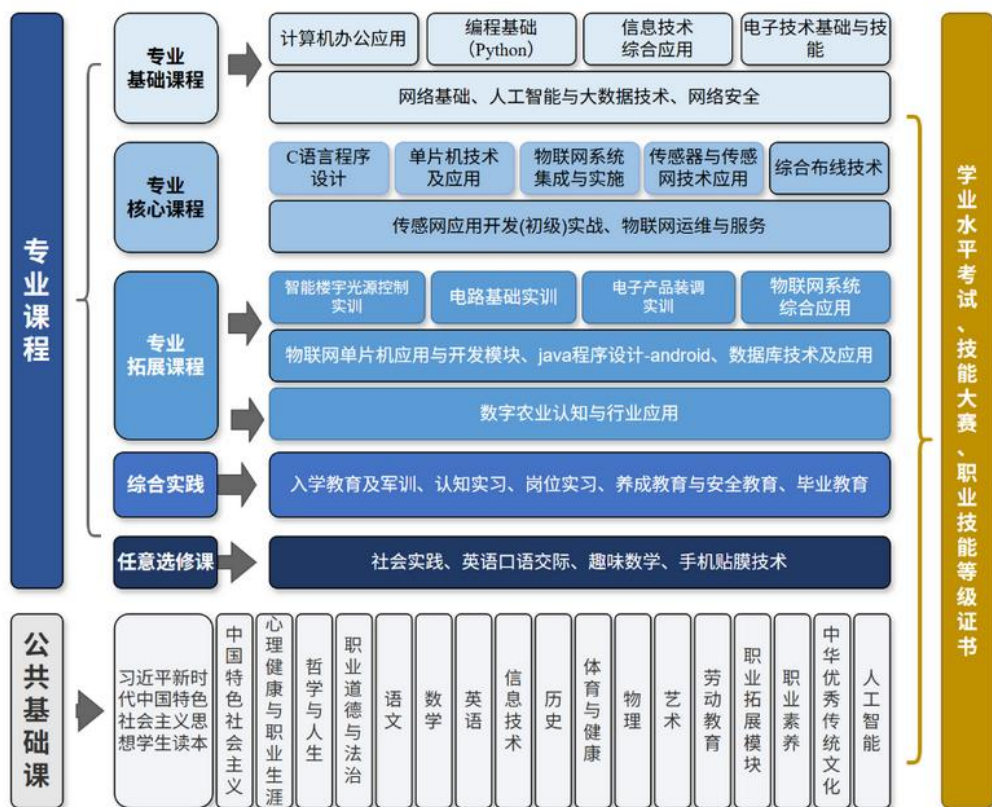 专业课程
专业
基础课程
计算机办公应用
编程基础
(Python)
信息技术
综合应用
电子技术基础与技
能
网络基础、人工智能与大数据技术、网络安全
专业
核心课程
C语言程序
设计
单片机技术
及应用
物联网系统
集成与实施
传感器与传感
网技术应用
综合布线技术
传感网应用开发(初级)实战、物联网运维与服务
专业
拓展课程
智能楼宇光源控制
实训
电路基础实训
电子产品装调
实训
物联网系统
综合应用
物联网单片机应用与开发模块、java程序设计-android、数据库技术及应用
数字农业认知与行业应用
综合实践
入学教育及军训、认知实习、岗位实习、养成教育与安全教育、毕业教育
任意选修课
社会实践、英语口语交际、趣味数学、手机贴膜技术
公共基础课
习近平新时
代中国特色
社会主义思
想学生读本
中国特色社会主义
心理健康与职业生涯
哲学与人生
职业道德与法治
语文
数学
英语
信息技术
历史
体育与健康
物理
艺术
劳动教育
职业拓展模块
职业素养
中华优秀传统文化
人工智能
学业水平考试、技能大赛、职业技能等级证书